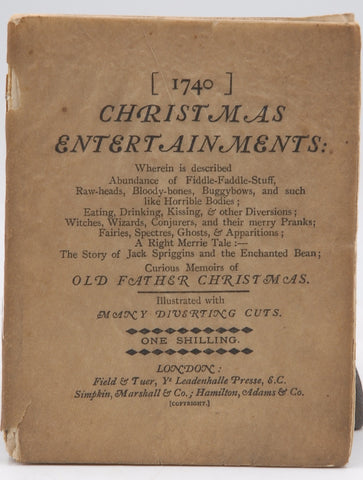 [ 1740 ]
CHRISTMAS
ENTERTAINMENTS:
Wherein is described
Abundance of Fiddle-Faddle-Stuff,
Raw-heads, Bloody-bones, Buggybows, and such
like Horrible Bodies;
Eating, Drinking, Kissing, & other Diversions;
Witches, Wizards, Conjurers, and their merry Pranks;
Fairies, Spectres, Ghosts, & Apparitions;
A Right Merrie Tale:—
The Story of Jack Spriggins and the Enchanted Bean;
Curious Memoirs of
OLD FATHER CHRISTMAS.
Illustrated with
MANY DIVERTING CUTS.
ONE SHILLING.
LONDON:
Field & Tuer, Ye Leadenhalle Presse, E.C.
Simpkin, Marshall & Co.; Hamilton, Adams & Co.
[COPYRIGHT.]